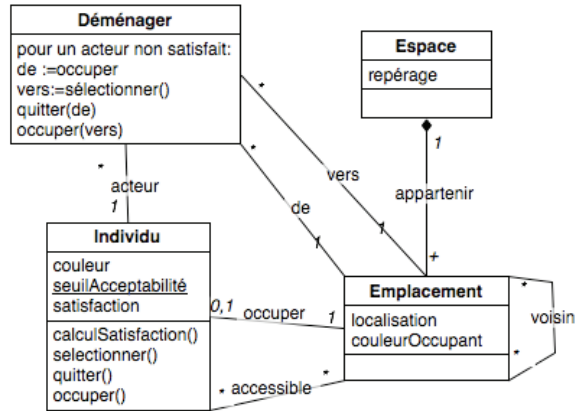 Déménager
pour un acteur non satisfait:
de :=occuper
vers:=sélectionner()
quitter(de)
occuper(vers)
Espace
repérage
*
*
1
vers
appartenir
*
acteur
1
de
1
1
+
Individu
couleur
seuilAcceptabilité
satisfaction
calculSatisfaction()
selectionner()
quitter()
occuper()
0,1
occuper
1
Emplacement
localisation
couleurOccupant
*
voisin
*
*
accessible
*